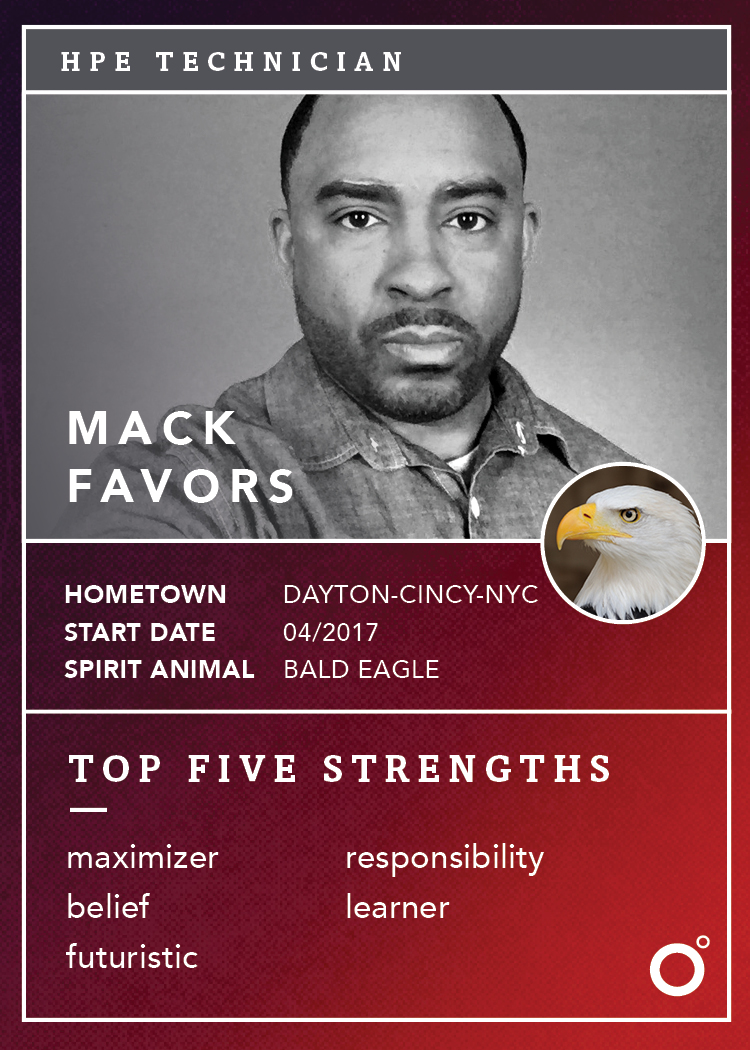 HPE TECHNICIAN
MACK
FAVORS
HOMETOWN DAYTON-CINCY-NYC
START DATE 04/2017
SPIRIT ANIMAL BALD EAGLE
TOP FIVE STRENGTHS
maximizer responsibility
belief learner
futuristic